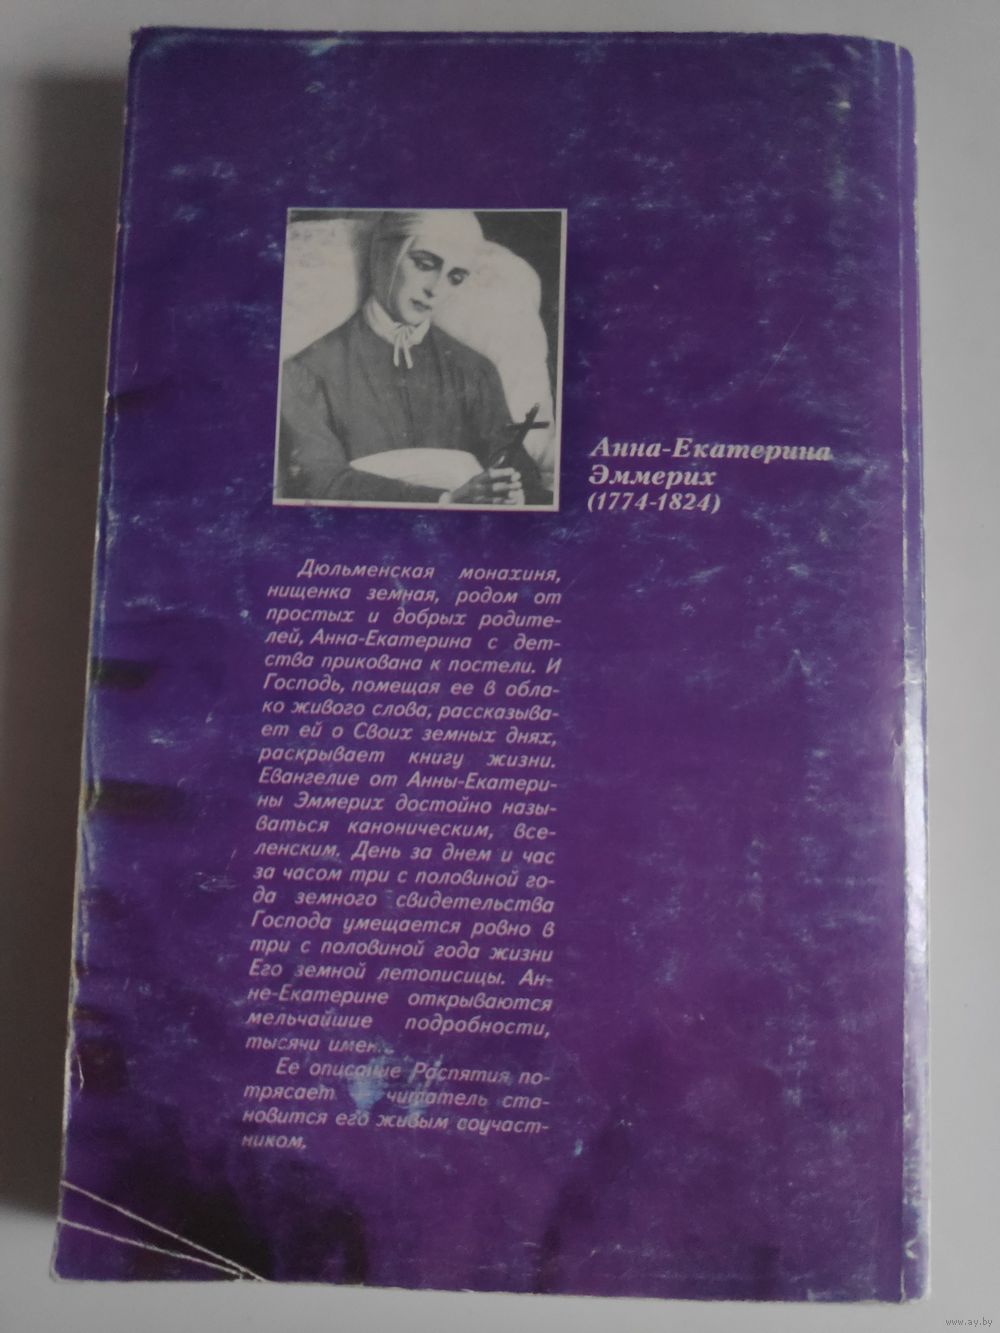 Анна-Екатерина
Эммерих
(1774-1824)
Дюльменская монахиня,
нищенка земная, родом от
простых и добрых родите-
лей, Анна-Екатерина с дет-
ства прикована к постели. И
Господь, помещая ее в обла-
ко живого слова, рассказыва-
ет ей о Своих земных днях,
раскрывает книгу жизни.
Евангелие от Анны-Екатери-
ны Эммерих достойно назы-
ваться каноническим, все-
ленским. День за днем и час
за часом три с половиной го-
да земного свидетельства
Господа умещается ровно в
три с половиной года жизни
Его земной летописицы. Ан-
не-Екатерине открываются
мельчайшие подробности,
тысячи имен.
Ее описание Распятия по-
трясает читатель ста-
новится его живым соучаст-
ником.
www.ay.by